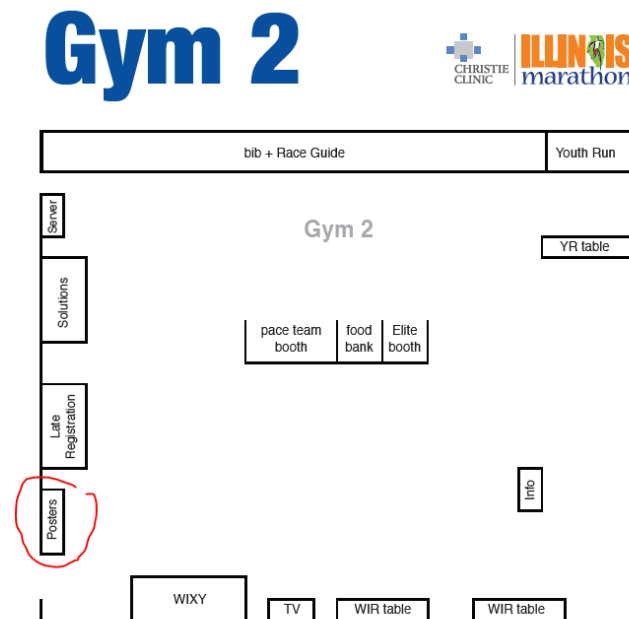 Gym 2
CHRISTIE
CLINIC
ILLINOIS
marathon
bib + Race Guide
Youth Run
Server
Gym 2
YR table
Solutions
pace team
booth
food
bank
Elite
booth
Late
Registration
Info
Posters
WIXY
TV
WIR table
WIR table